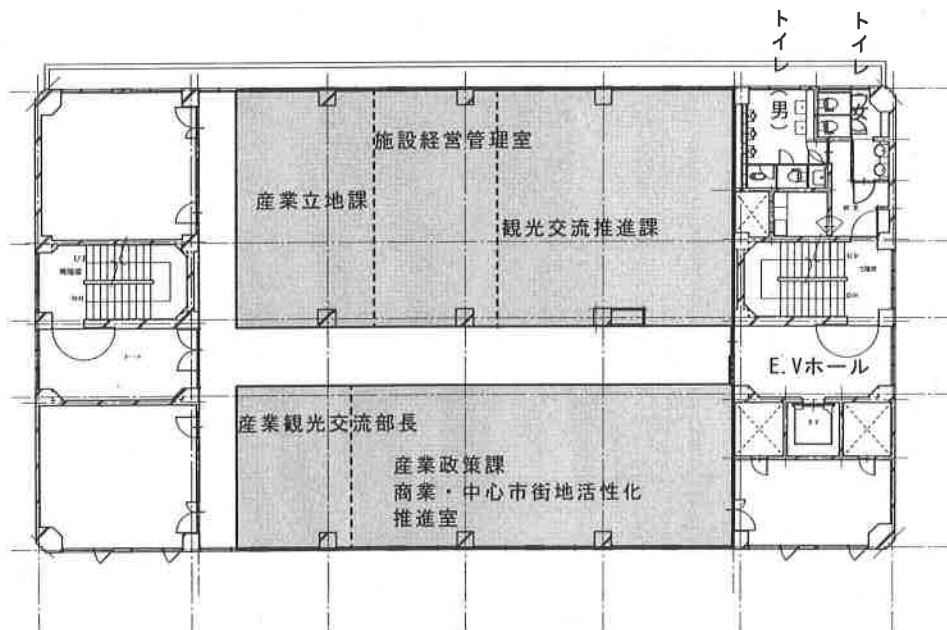 トイレ
(男)
トイレ
女
施設経営管理室
産業立地課
観光交流推進課
E.Vホール
産業観光交流部長
産業政策課
商業・中心市街地活性化
推進室